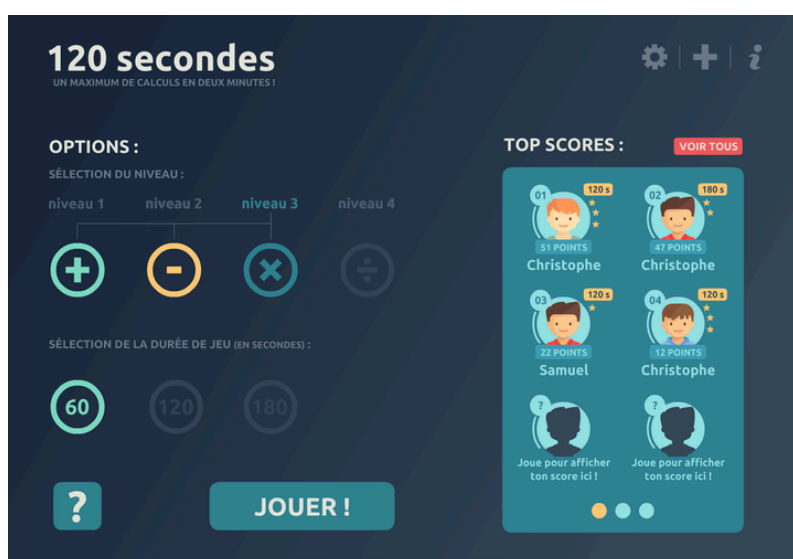 120 secondes
UN MAXIMUM DE CALCULS EN DEUX MINUTES !
OPTIONS :
SÉLECTION DU NIVEAU :
niveau 1 niveau 2 niveau 3 niveau 4
SÉLECTION DE LA DURÉE DE JEU (EN SECONDES) :
60 120 180
?
JOUER !
TOP SCORES :
VOIR TOUS
01 120 s
51 POINTS
Christophe
02 180 s
47 POINTS
Christophe
03 120 s
22 POINTS
Samuel
04 120 s
12 POINTS
Christophe
?
Joue pour afficher
ton score ici !
?
Joue pour afficher
ton score ici !